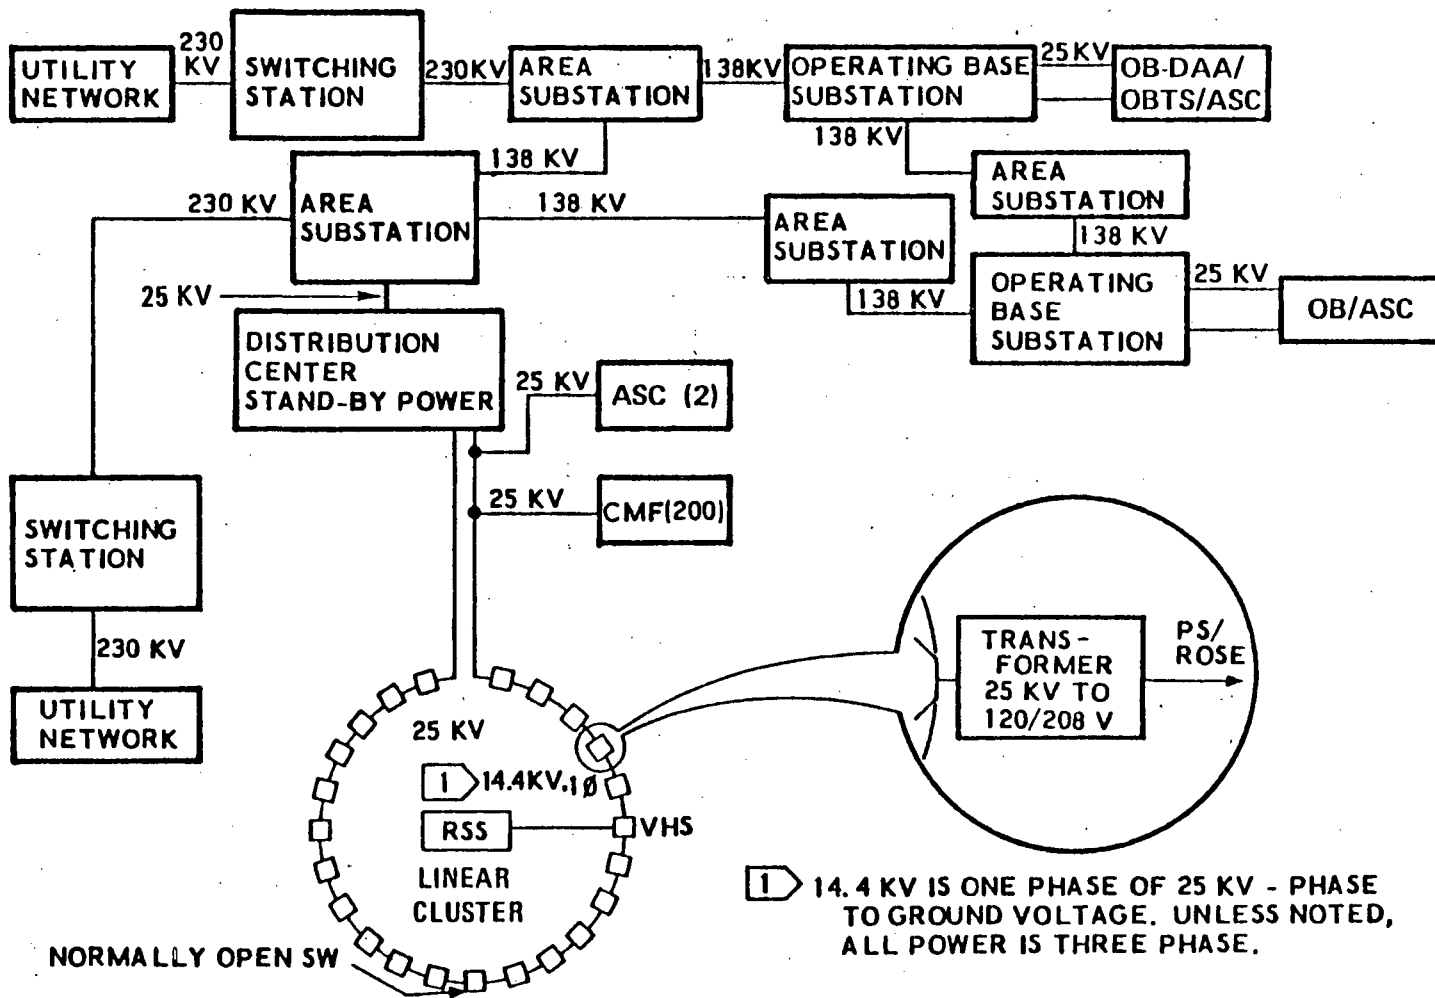 230
KV
UTILITY
NETWORK
SWITCHING
STATION
230KV
AREA
SUBSTATION
138KV
OPERATING BASE
SUBSTATION
25KV
OB-DAA/
OBTS/ASC
138 KV
138 KV
AREA
SUBSTATION
230 KV
AREA
SUBSTATION
138 KV
AREA
SUBSTATION
138 KV
25 KV
138 KV
OPERATING
BASE
SUBSTATION
25 KV
OB/ASC
DISTRIBUTION
CENTER
STAND-BY POWER
25 KV
ASC (2)
25 KV
CMF(200)
SWITCHING
STATION
230 KV
UTILITY
NETWORK
25 KV
1 14.4KV.1Ø
RSS
VHS
LINEAR
CLUSTER
NORMALLY OPEN SW
TRANS-
FORMER
25 KV TO
120/208 V
PS/
ROSE
1 14.4 KV IS ONE PHASE OF 25 KV - PHASE
TO GROUND VOLTAGE. UNLESS NOTED,
ALL POWER IS THREE PHASE.